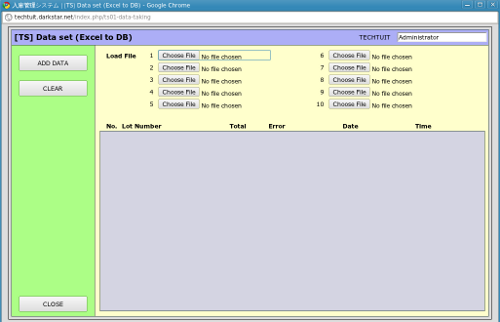 入庫管理システム | [TS] Data set (Excel to DB) - Google Chrome
techtuit.darkstar.net/index.php/ts01-data-taking
[TS] Data set (Excel to DB) TECHTUIT Administrator
ADD DATA
CLEAR
CLOSE
Load File 1 Choose File No file chosen 6 Choose File No file chosen
2 Choose File No file chosen 7 Choose File No file chosen
3 Choose File No file chosen 8 Choose File No file chosen
4 Choose File No file chosen 9 Choose File No file chosen
5 Choose File No file chosen 10 Choose File No file chosen
No. Lot Number Total Error Date Time